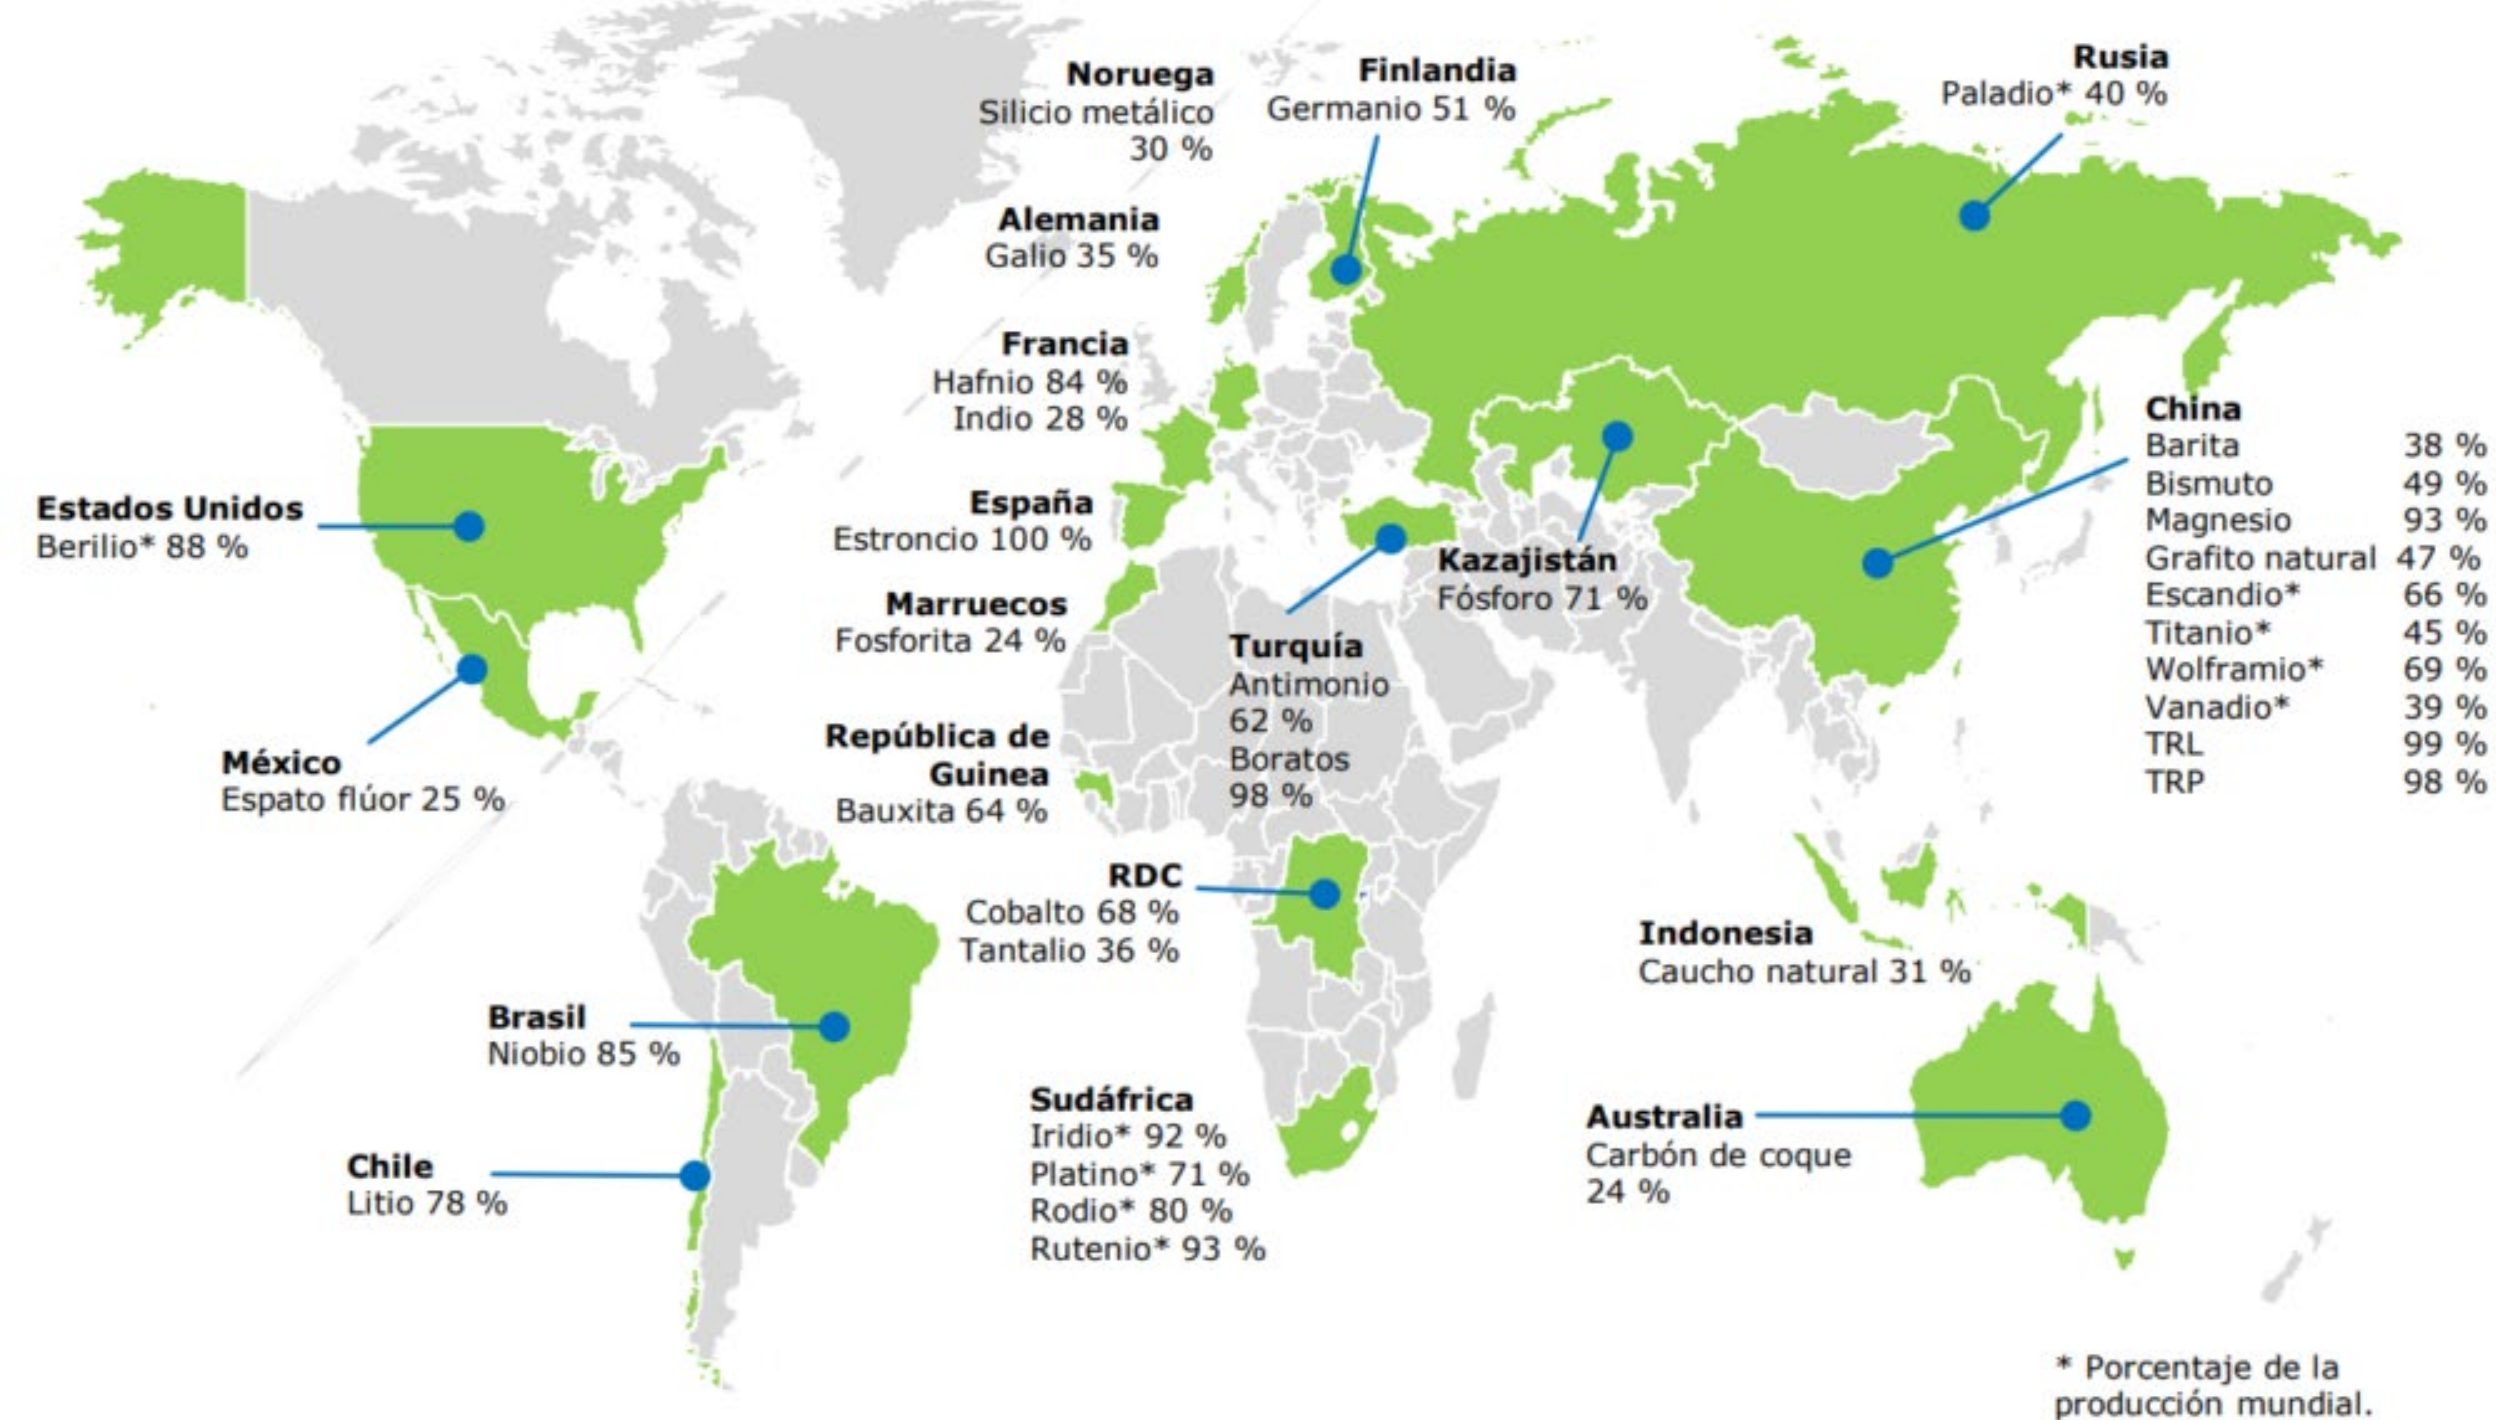 Noruega
Silicio metálico
30 %
Finlandia
Germanio 51 %
Rusia
Paladio* 40 %
Alemania
Galio 35 %
Francia
Hafnio 84 %
Indio 28 %
China
Barita 38 %
Bismuto 49 %
Magnesio 93 %
Grafito natural 47 %
Escandio* 66 %
Titanio* 45 %
Wolframio* 69 %
Vanadio* 39 %
TRL 99 %
TRP 98 %
Estados Unidos
Berilio* 88 %
España
Estroncio 100 %
Kazajistán
Fósforo 71 %
Marruecos
Fosforita 24 %
Turquía
Antimonio
62 %
Boratos
98 %
México
Espato flúor 25 %
República de
Guinea
Bauxita 64 %
RDC
Cobalto 68 %
Tantalio 36 %
Indonesia
Caucho natural 31 %
Brasil
Niobio 85 %
Sudáfrica
Iridio* 92 %
Platino* 71 %
Rodio* 80 %
Rutenio* 93 %
Australia
Carbón de coque
24 %
Chile
Litio 78 %
* Porcentaje de la
producción mundial.